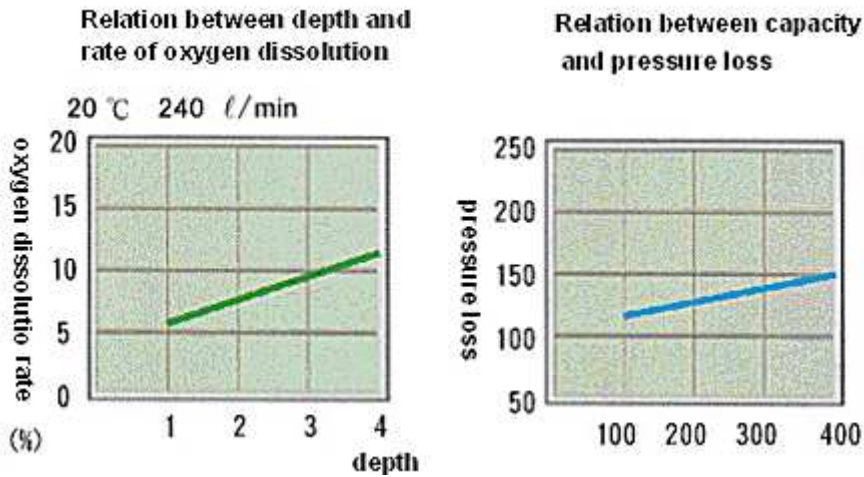 Relation between depth and
rate of oxygen dissolution
20 ℃ 240 ℓ/min
oxygen dissolutio rate
20
15
10
5
0
(%)
1 2 3 4
depth
Relation between capacity
and pressure loss
pressure loss
250
200
150
100
50
100 200 300 400